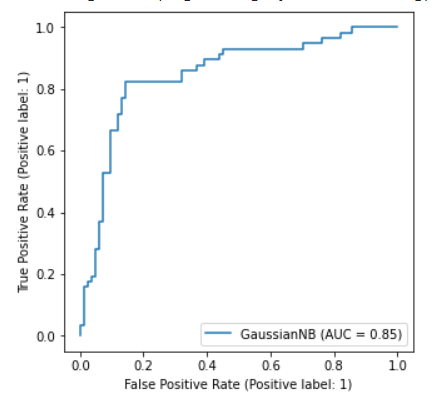 1.0
0.8
0.6
0.4
0.2
0.0
True Positive Rate (Positive label: 1)
GaussianNB (AUC = 0.85)
0.0 0.2 0.4 0.6 0.8 1.0
False Positive Rate (Positive label: 1)